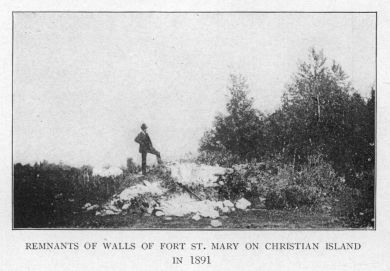 REMNANTS OF WALLS OF FORT ST. MARY ON CHRISTIAN ISLAND
IN 1891